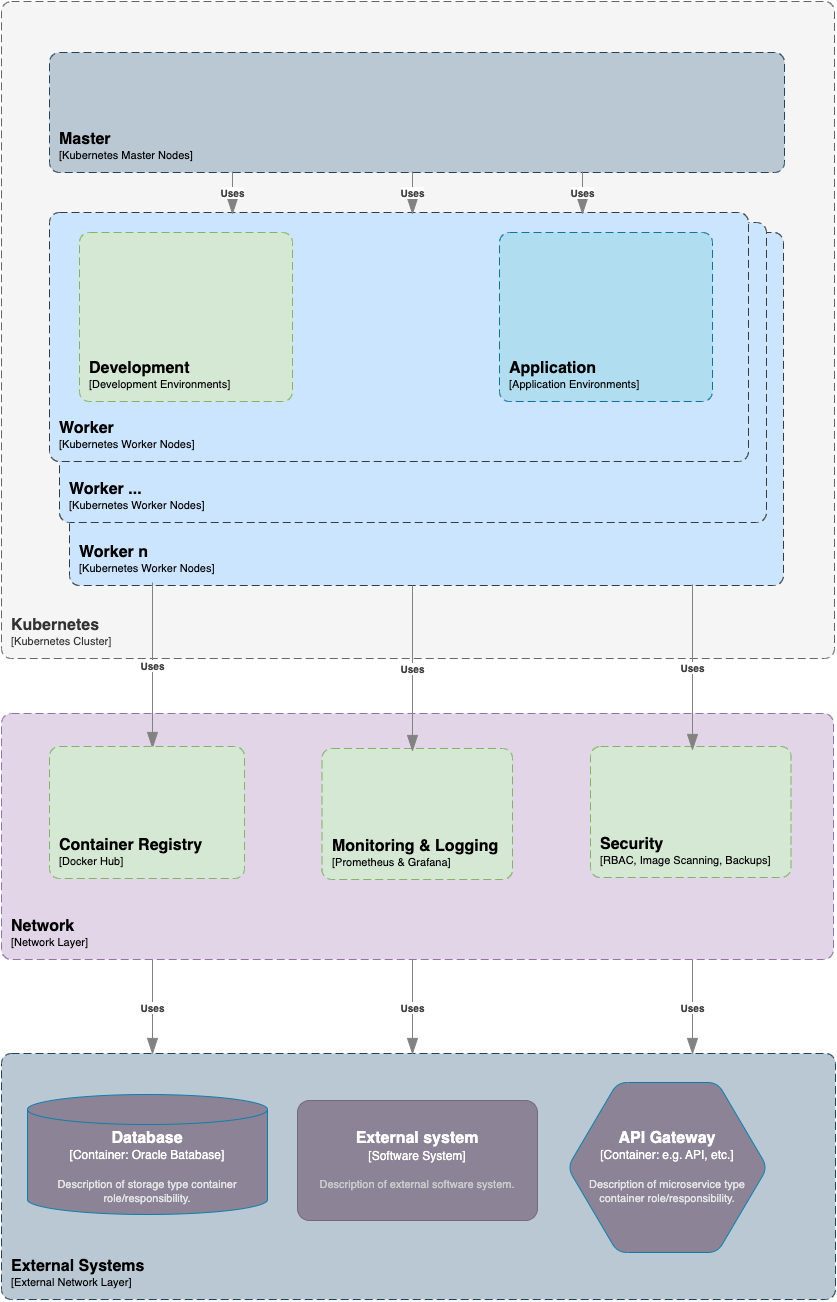 Master
[Kubernetes Master Nodes]
Uses
Uses
Uses
Development
[Development Environments]
Application
[Application Environments]
Worker
[Kubernetes Worker Nodes]
Worker ...
[Kubernetes Worker Nodes]
Worker n
[Kubernetes Worker Nodes]
Kubernetes
[Kubernetes Cluster]
Uses
Uses
Uses
Container Registry
[Docker Hub]
Monitoring & Logging
[Prometheus & Grafana]
Security
[RBAC, Image Scanning, Backups]
Network
[Network Layer]
Uses
Uses
Uses
Database
[Container: Oracle Batabase]
Description of storage type container
role/responsibility.
External system
[Software System]
Description of external software system.
API Gateway
[Container: e.g. API, etc.]
Description of microservice type
container role/responsibility.
External Systems
[External Network Layer]